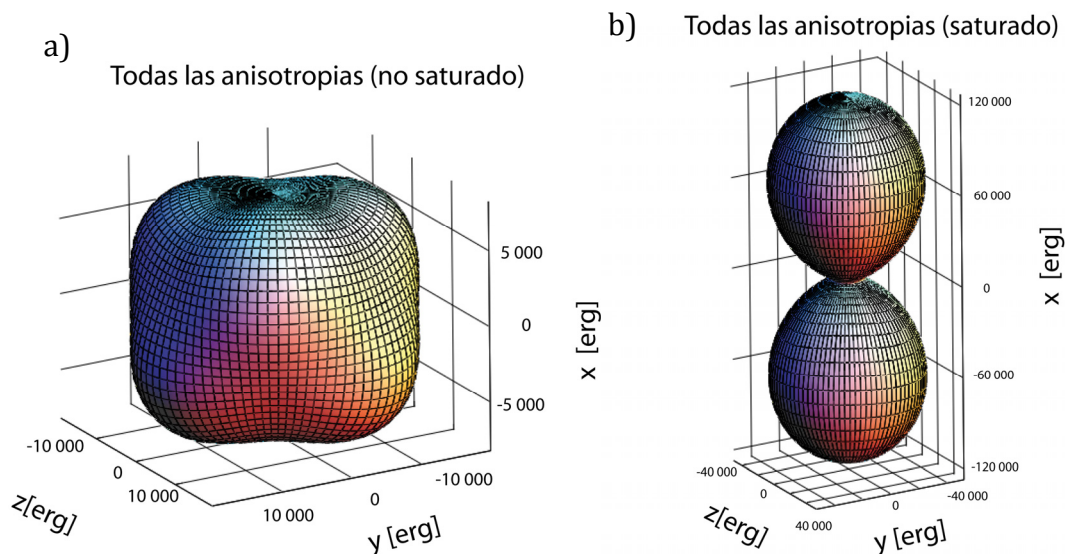 a)
Todas las anisotropias (no saturado)
5 000
0
-5 000
x [erg]
-10 000
0
10 000
z[erg]
10 000
0
-10 000
y [erg]
b)
Todas las anisotropias (saturado)
120 000
60 000
0
-60 000
-120 000
x [erg]
-40 000
0
40 000
z[erg]
0
-40 000
y [erg]